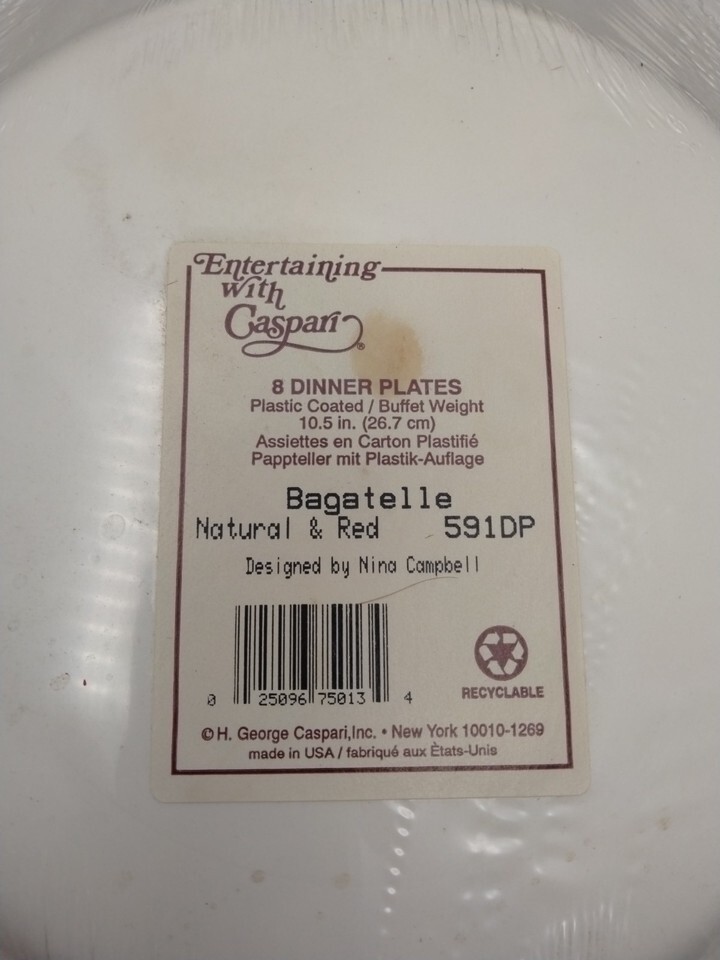 Entertaining
with
Caspari®
8 DINNER PLATES
Plastic Coated / Buffet Weight
10.5 in. (26.7 cm)
Assiettes en Carton Plastifié
Pappteller mit Plastik-Auflage
Bagatelle
Natural & Red 591DP
Designed by Nina Campbell
0 25096 75013 4
RECYCLABLE
© H. George Caspari,Inc. • New York 10010-1269
made in USA / fabriqué aux Ètats-Unis